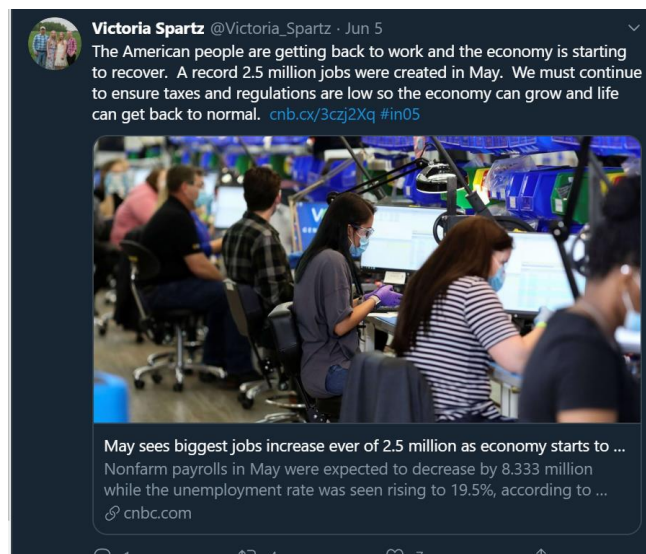 Victoria Spartz @Victoria_Spartz · Jun 5
The American people are getting back to work and the economy is starting
to recover.  A record 2.5 million jobs were created in May.  We must continue
to ensure taxes and regulations are low so the economy can grow and life
can get back to normal.  cnb.cx/3czj2Xq #in05
May sees biggest jobs increase ever of 2.5 million as economy starts to ...
Nonfarm payrolls in May were expected to decrease by 8.333 million
while the unemployment rate was seen rising to 19.5%, according to ...
cnbc.com